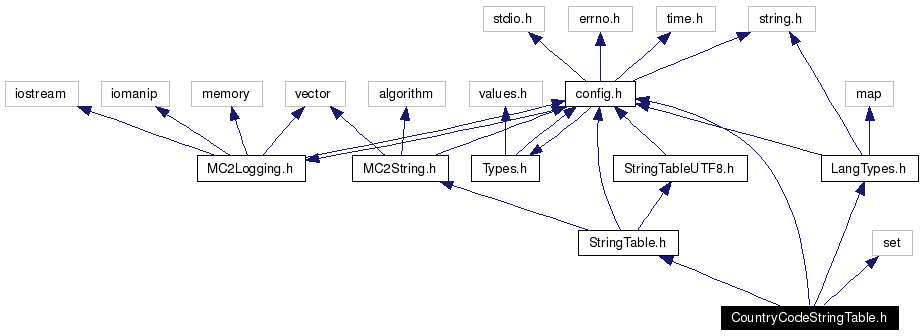 stdio.h
errno.h
time.h
string.h
iostream
iomanip
memory
vector
algorithm
values.h
config.h
map
MC2Logging.h
MC2String.h
Types.h
StringTableUTF8.h
LangTypes.h
StringTable.h
set
CountryCodeStringTable.h